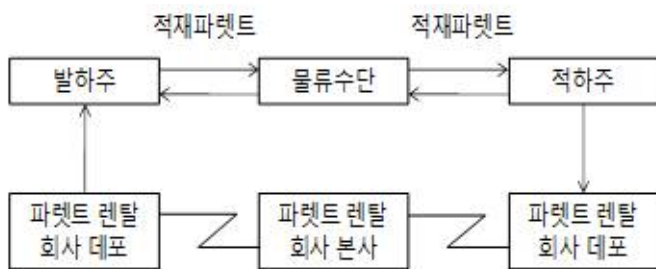 적재파렛트
적재파렛트
발하주
물류수단
적하주
파렛트 렌탈
회사 데포
파렛트 렌탈
회사 본사
파렛트 렌탈
회사 데포